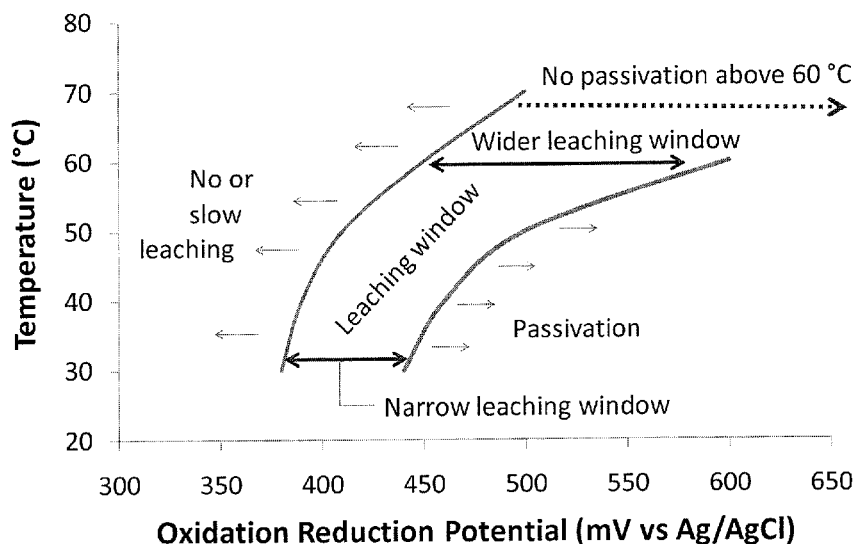 80
70
60
50
40
30
20
Temperature (°C)
No passivation above 60 °C
Wider leaching window
No or
slow
leaching
Leaching window
Passivation
Narrow leaching window
300 350 400 450 500 550 600 650
Oxidation Reduction Potential (mV vs Ag/AgCl)